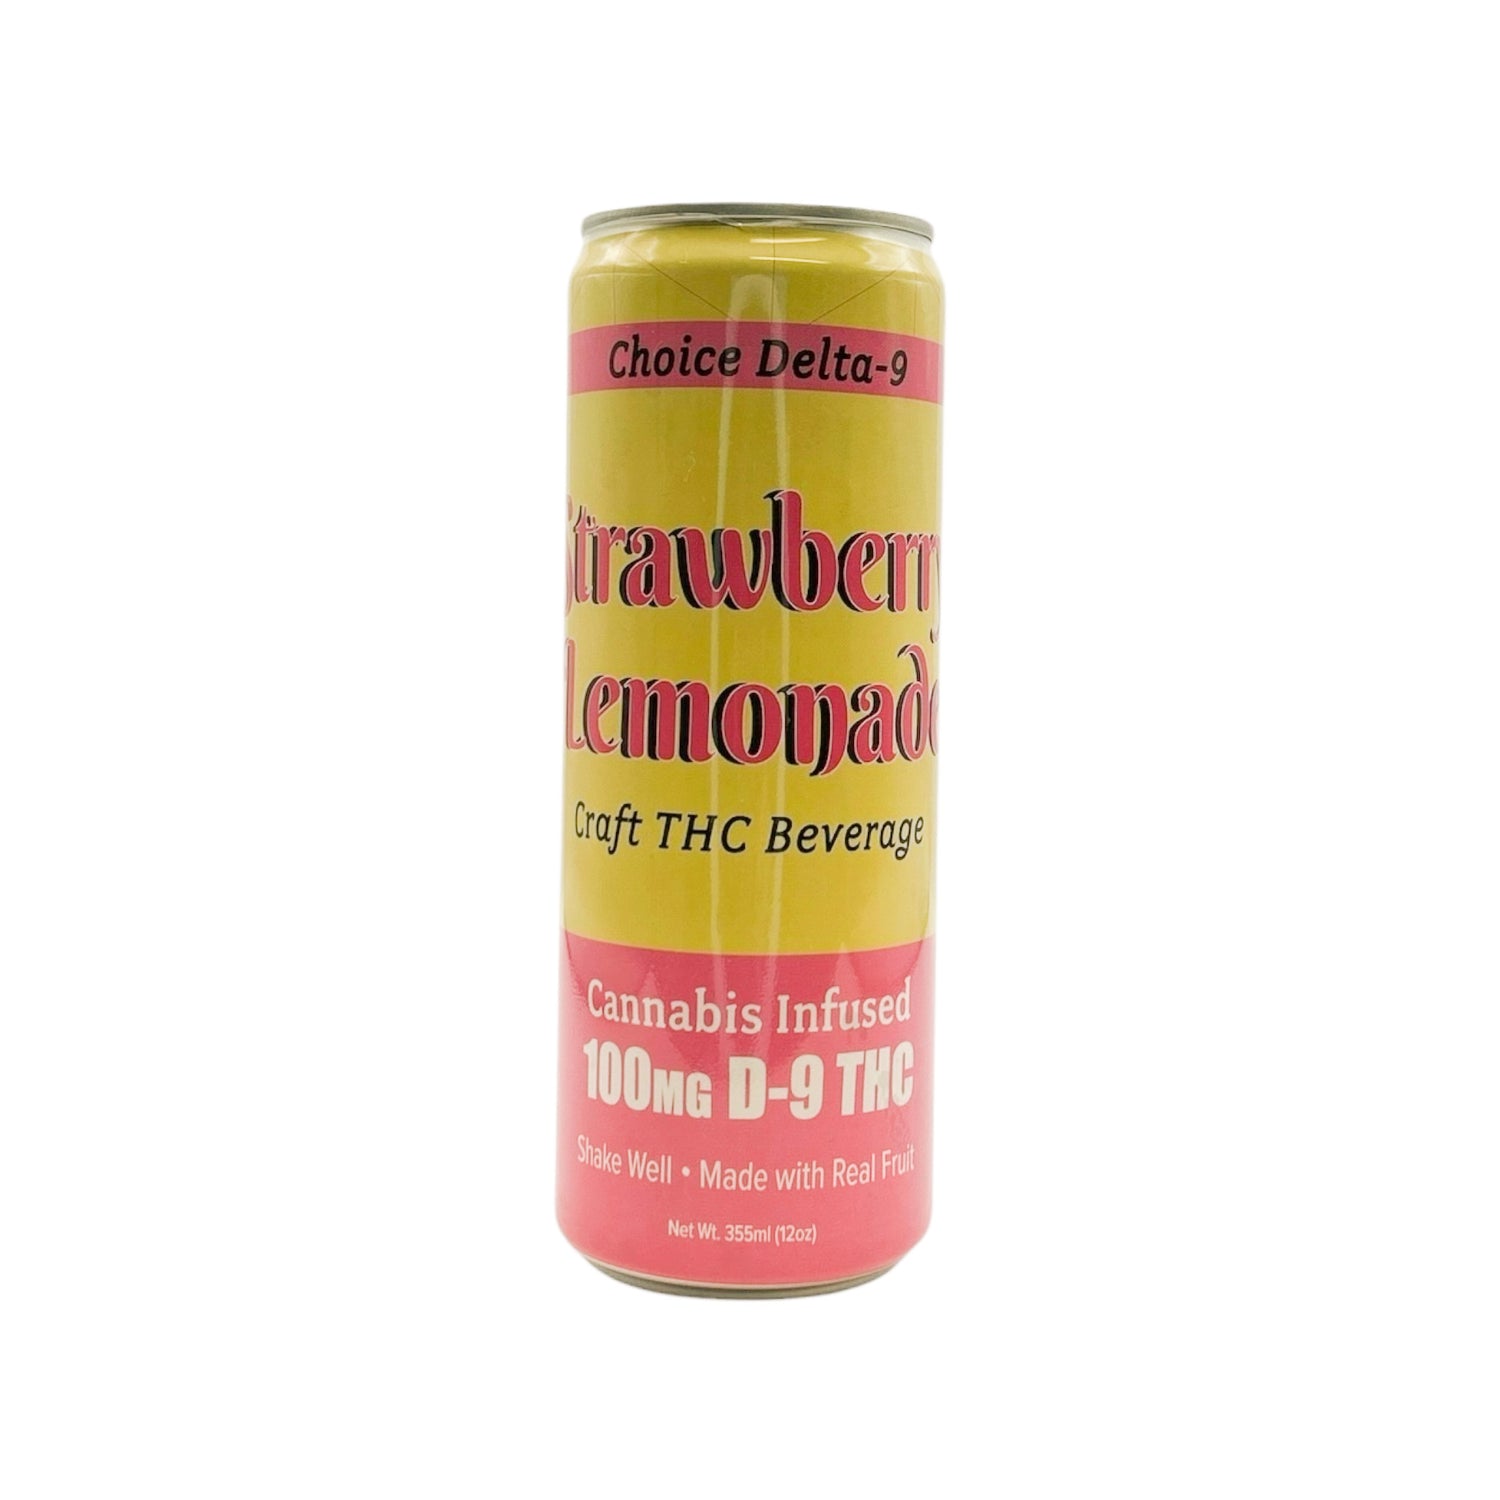 Choice Delta-9
Strawberry
Lemonade
Craft THC Beverage
Cannabis Infused
100MG D-9 THC
Shake Well • Made with Real Fruit
Net Wt. 355ml (12oz)